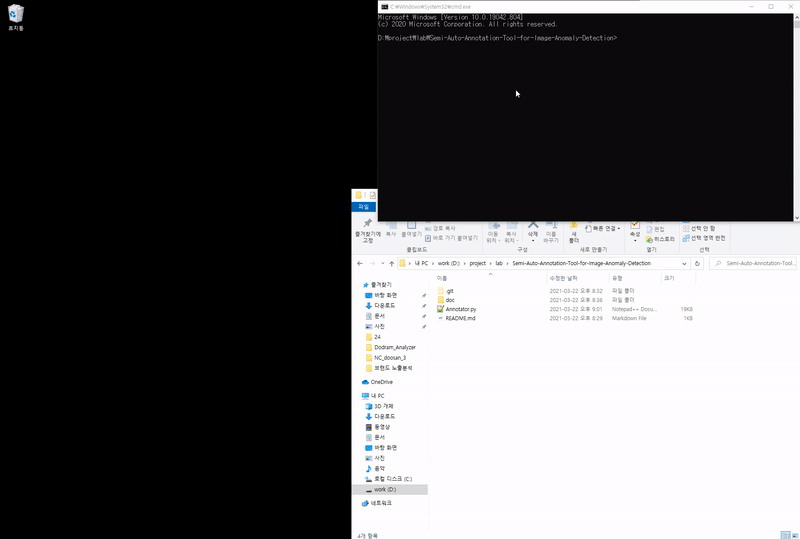 휴지통
C:₩Windows₩System32₩cmd.exe
Microsoft Windows [Version 10.0.19042.804]
(c) 2020 Microsoft Corporation. All rights reserved.
D:₩project₩lab₩Semi-Auto-Annotation-Tool-for-Image-Anomaly-Detection>
파일
즐겨찾기에 고정
복사
붙여넣기
경로 복사
바로 가기 붙여넣기
클립보드
이동 위치
복사 위치
삭제
이름 바꾸기
구성
새 폴더
빠른 연결
새로 만들기
속성
편집
히스토리
열기
선택 안 함
선택 영역 반전
선택
내 PC > work (D:) > project > lab > Semi-Auto-Annotation-Tool-for-Image-Anomaly-Detection
Semi-Auto-Annotation-Tool...
이름 수정한 날짜 유형 크기
.git 2021-03-22 오후 8:32 파일 폴더
doc 2021-03-22 오후 8:36 파일 폴더
Annotator.py 2021-03-22 오후 9:01 Notepad++ Docu... 19KB
README.md 2021-03-22 오후 8:29 Markdown File 1KB
즐겨찾기
바탕 화면
다운로드
문서
사진
24
Dodram_Analyzer
NC_doosan_3
브랜드 노출분석
OneDrive
내 PC
3D 개체
다운로드
동영상
문서
바탕 화면
사진
음악
로컬 디스크 (C:)
work (D:)
네트워크
4개 항목